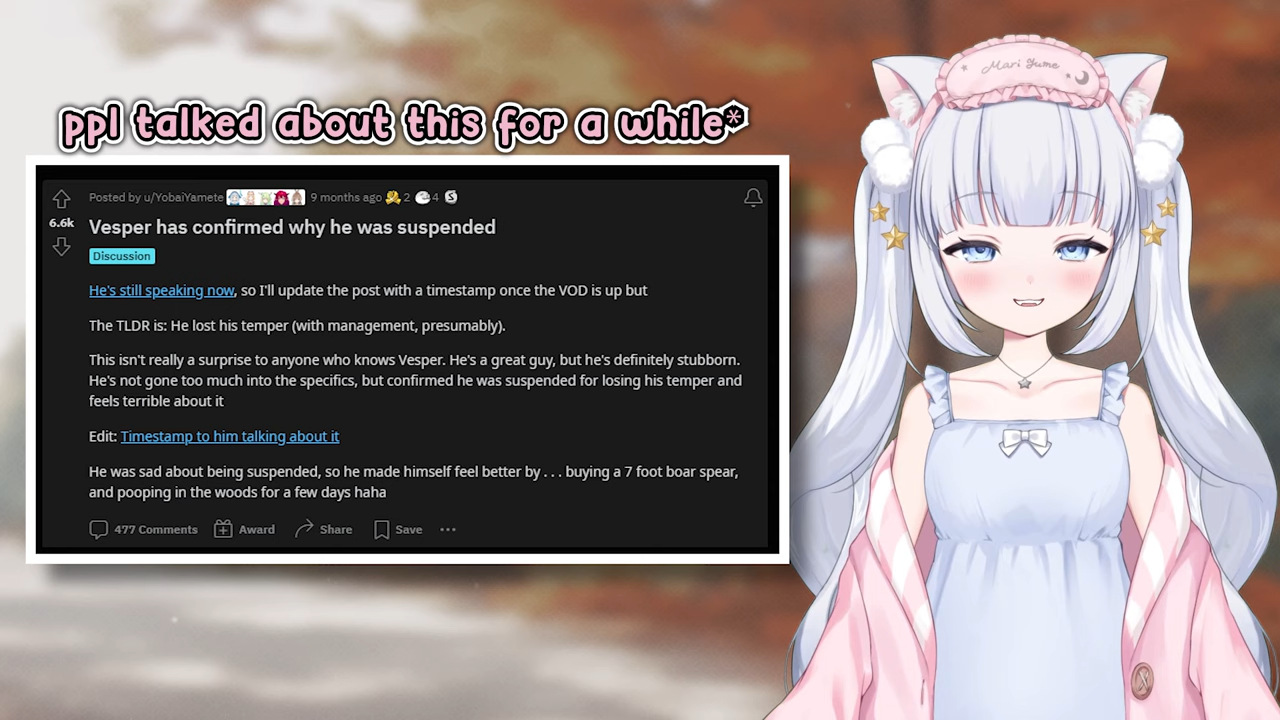 Mari Yume
ppl talked about this for a while*
Posted by u/YobaiYamete 9 months ago 2 4 S
6.6k
Vesper has confirmed why he was suspended
Discussion
He's still speaking now, so I'll update the post with a timestamp once the VOD is up but
The TLDR is: He lost his temper (with management, presumably).
This isn't really a surprise to anyone who knows Vesper. He's a great guy, but he's definitely stubborn.
He's not gone too much into the specifics, but confirmed he was suspended for losing his temper and
feels terrible about it
Edit: Timestamp to him talking about it
He was sad about being suspended, so he made himself feel better by . . . buying a 7 foot boar spear,
and pooping in the woods for a few days haha
477 Comments Award Share Save ...